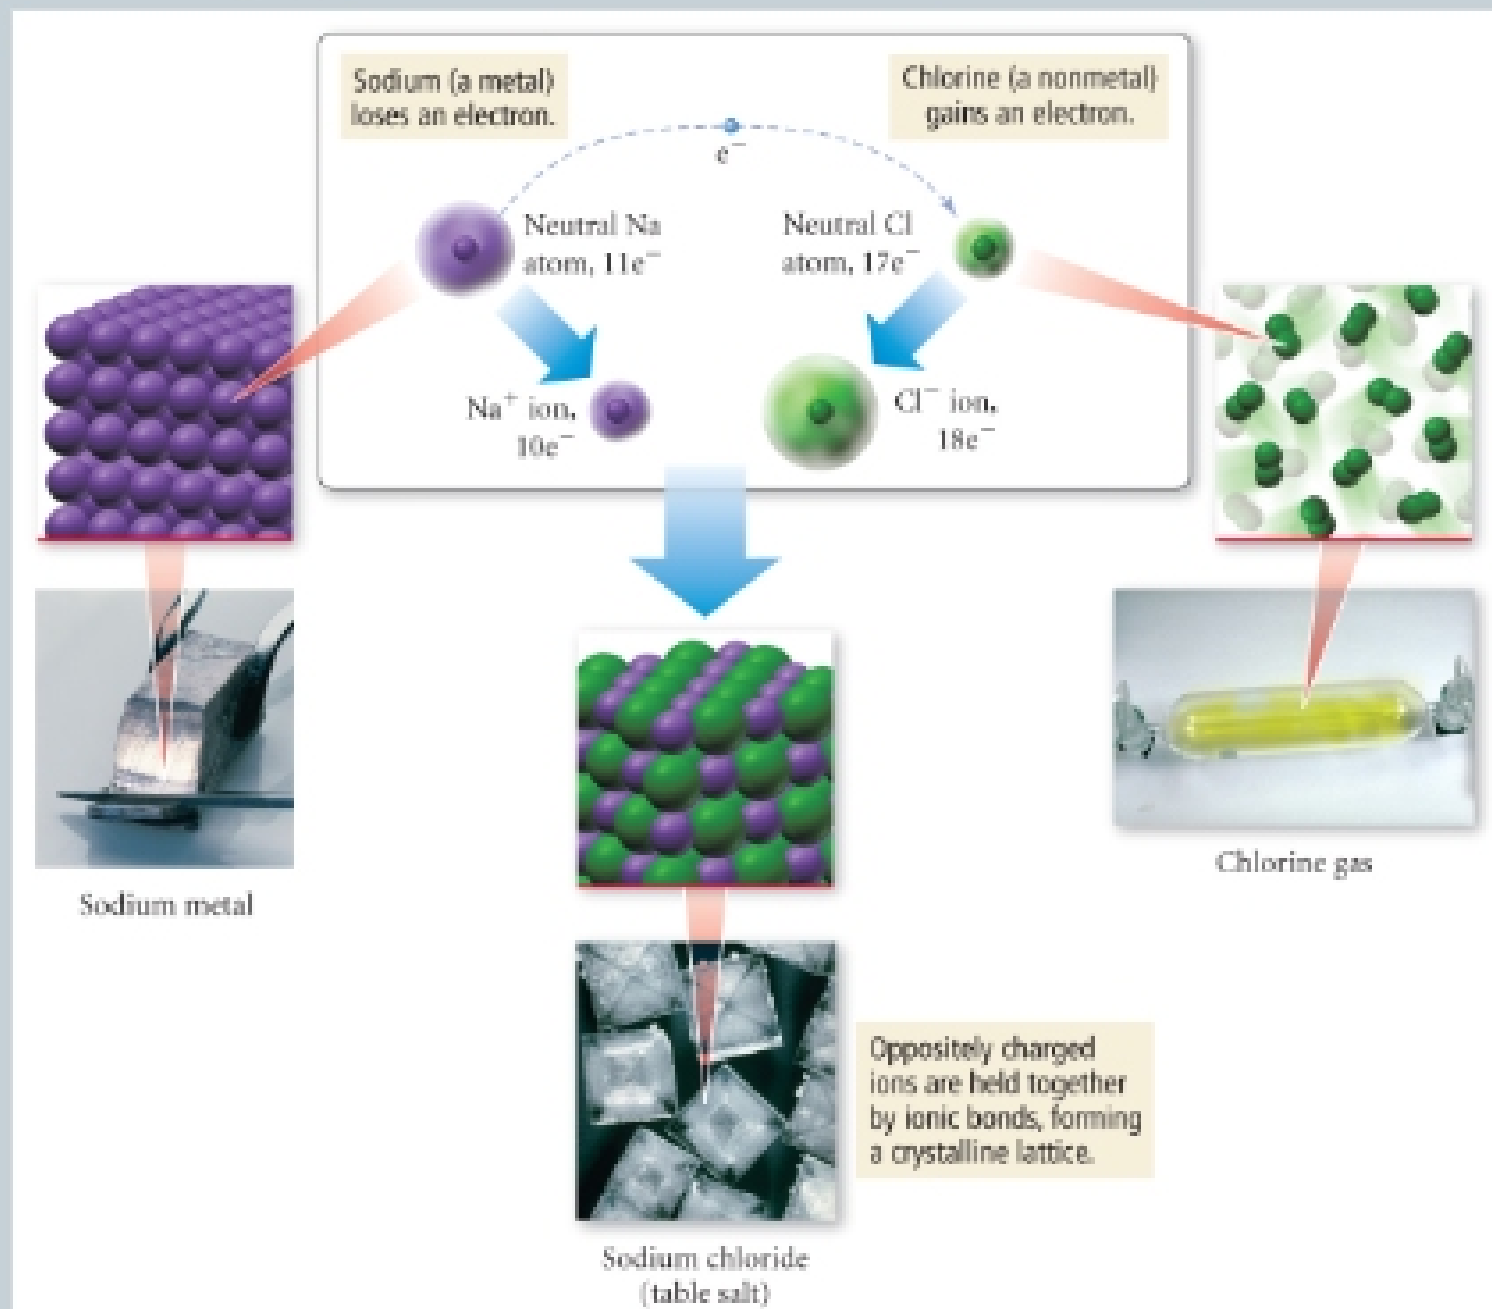 Sodium (a metal)
loses an electron.
Chlorine (a nonmetal)
gains an electron.
e⁻
Neutral Na
atom, 11e⁻
Neutral Cl
atom, 17e⁻
Na⁺ ion,
10e⁻
Cl⁻ ion,
18e⁻
Sodium metal
Chlorine gas
Oppositely charged
ions are held together
by ionic bonds, forming
a crystalline lattice.
Sodium chloride
(table salt)